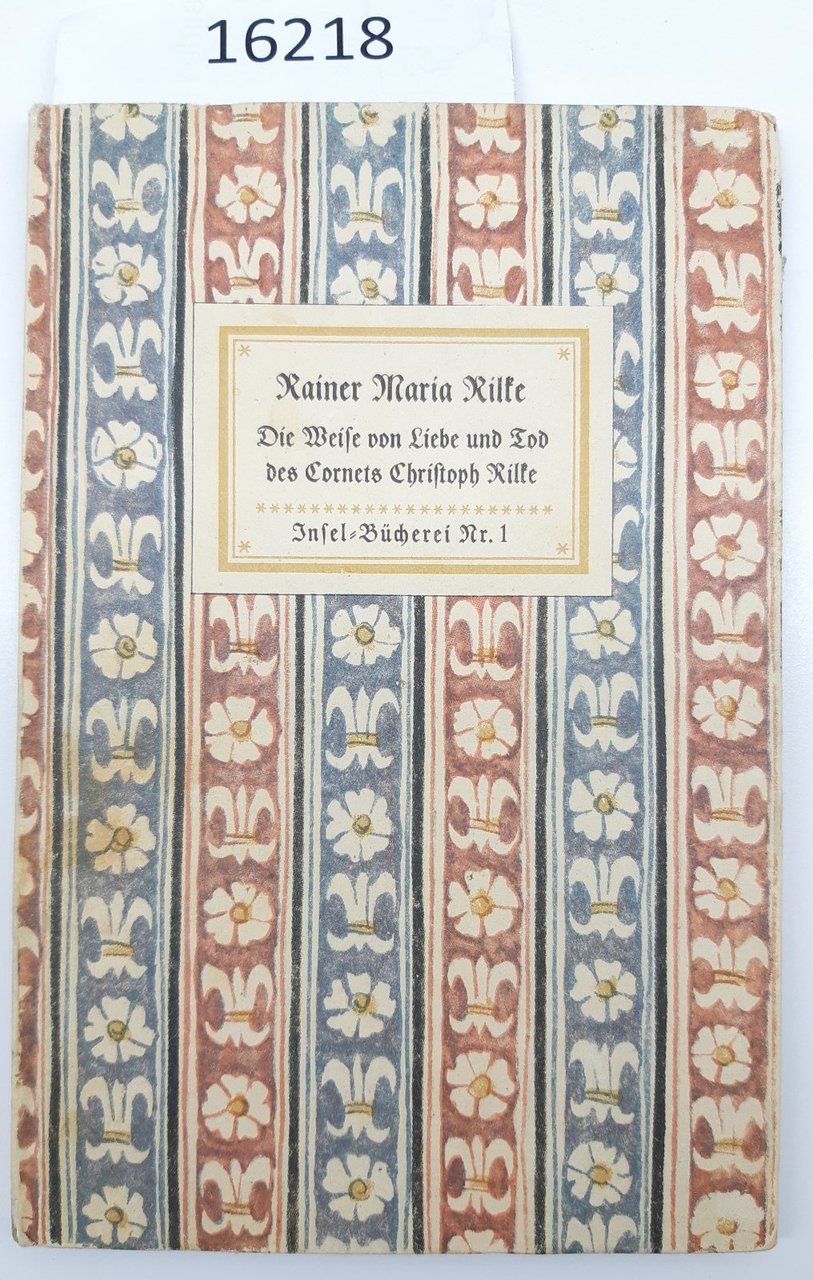 16218
Rainer Maria Rilke
Die Weiſe von Liebe und Tod
des Cornets Chriſtoph Rilke
Inſel-Bücherei Nr. 1